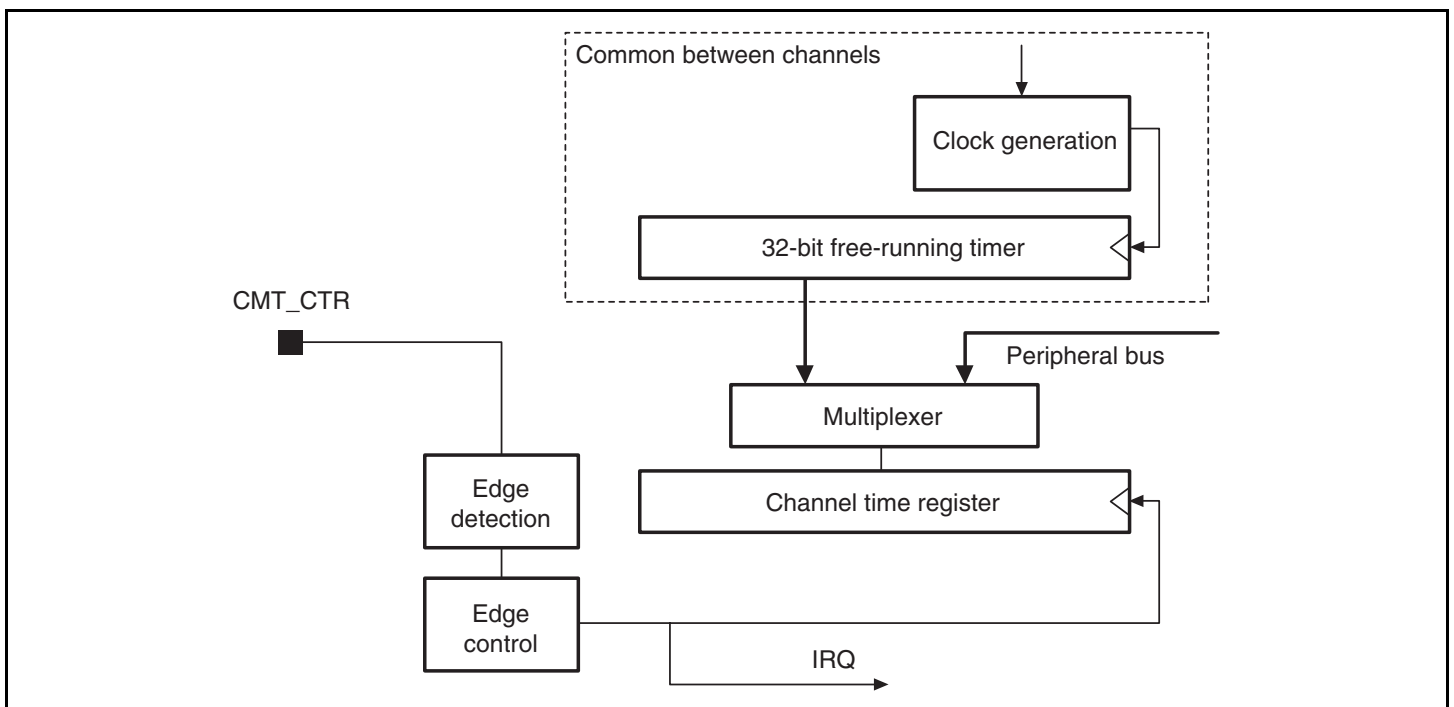 Common between channels
Clock generation
32-bit free-running timer
CMT_CTR
Peripheral bus
Multiplexer
Edge
detection
Channel time register
Edge
control
IRQ